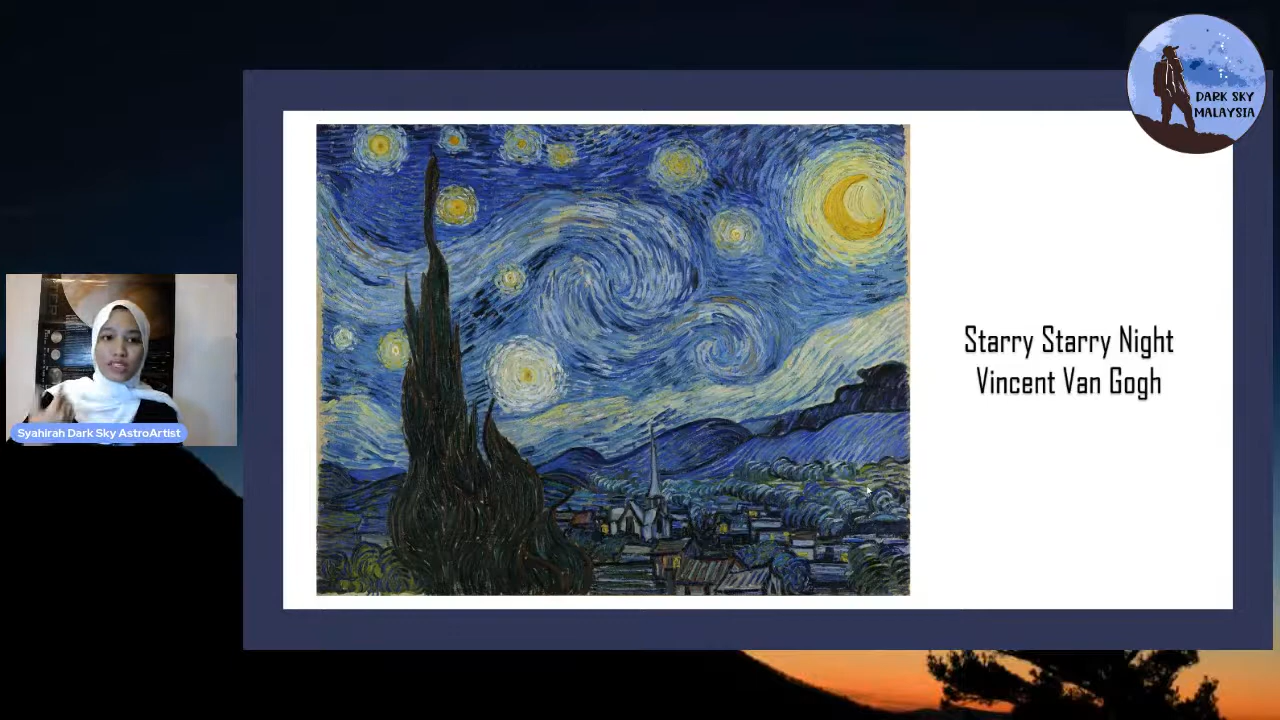 DARK SKY
MALAYSIA
Starry Starry Night
Vincent Van Gogh
Syahirah Dark Sky AstroArtist